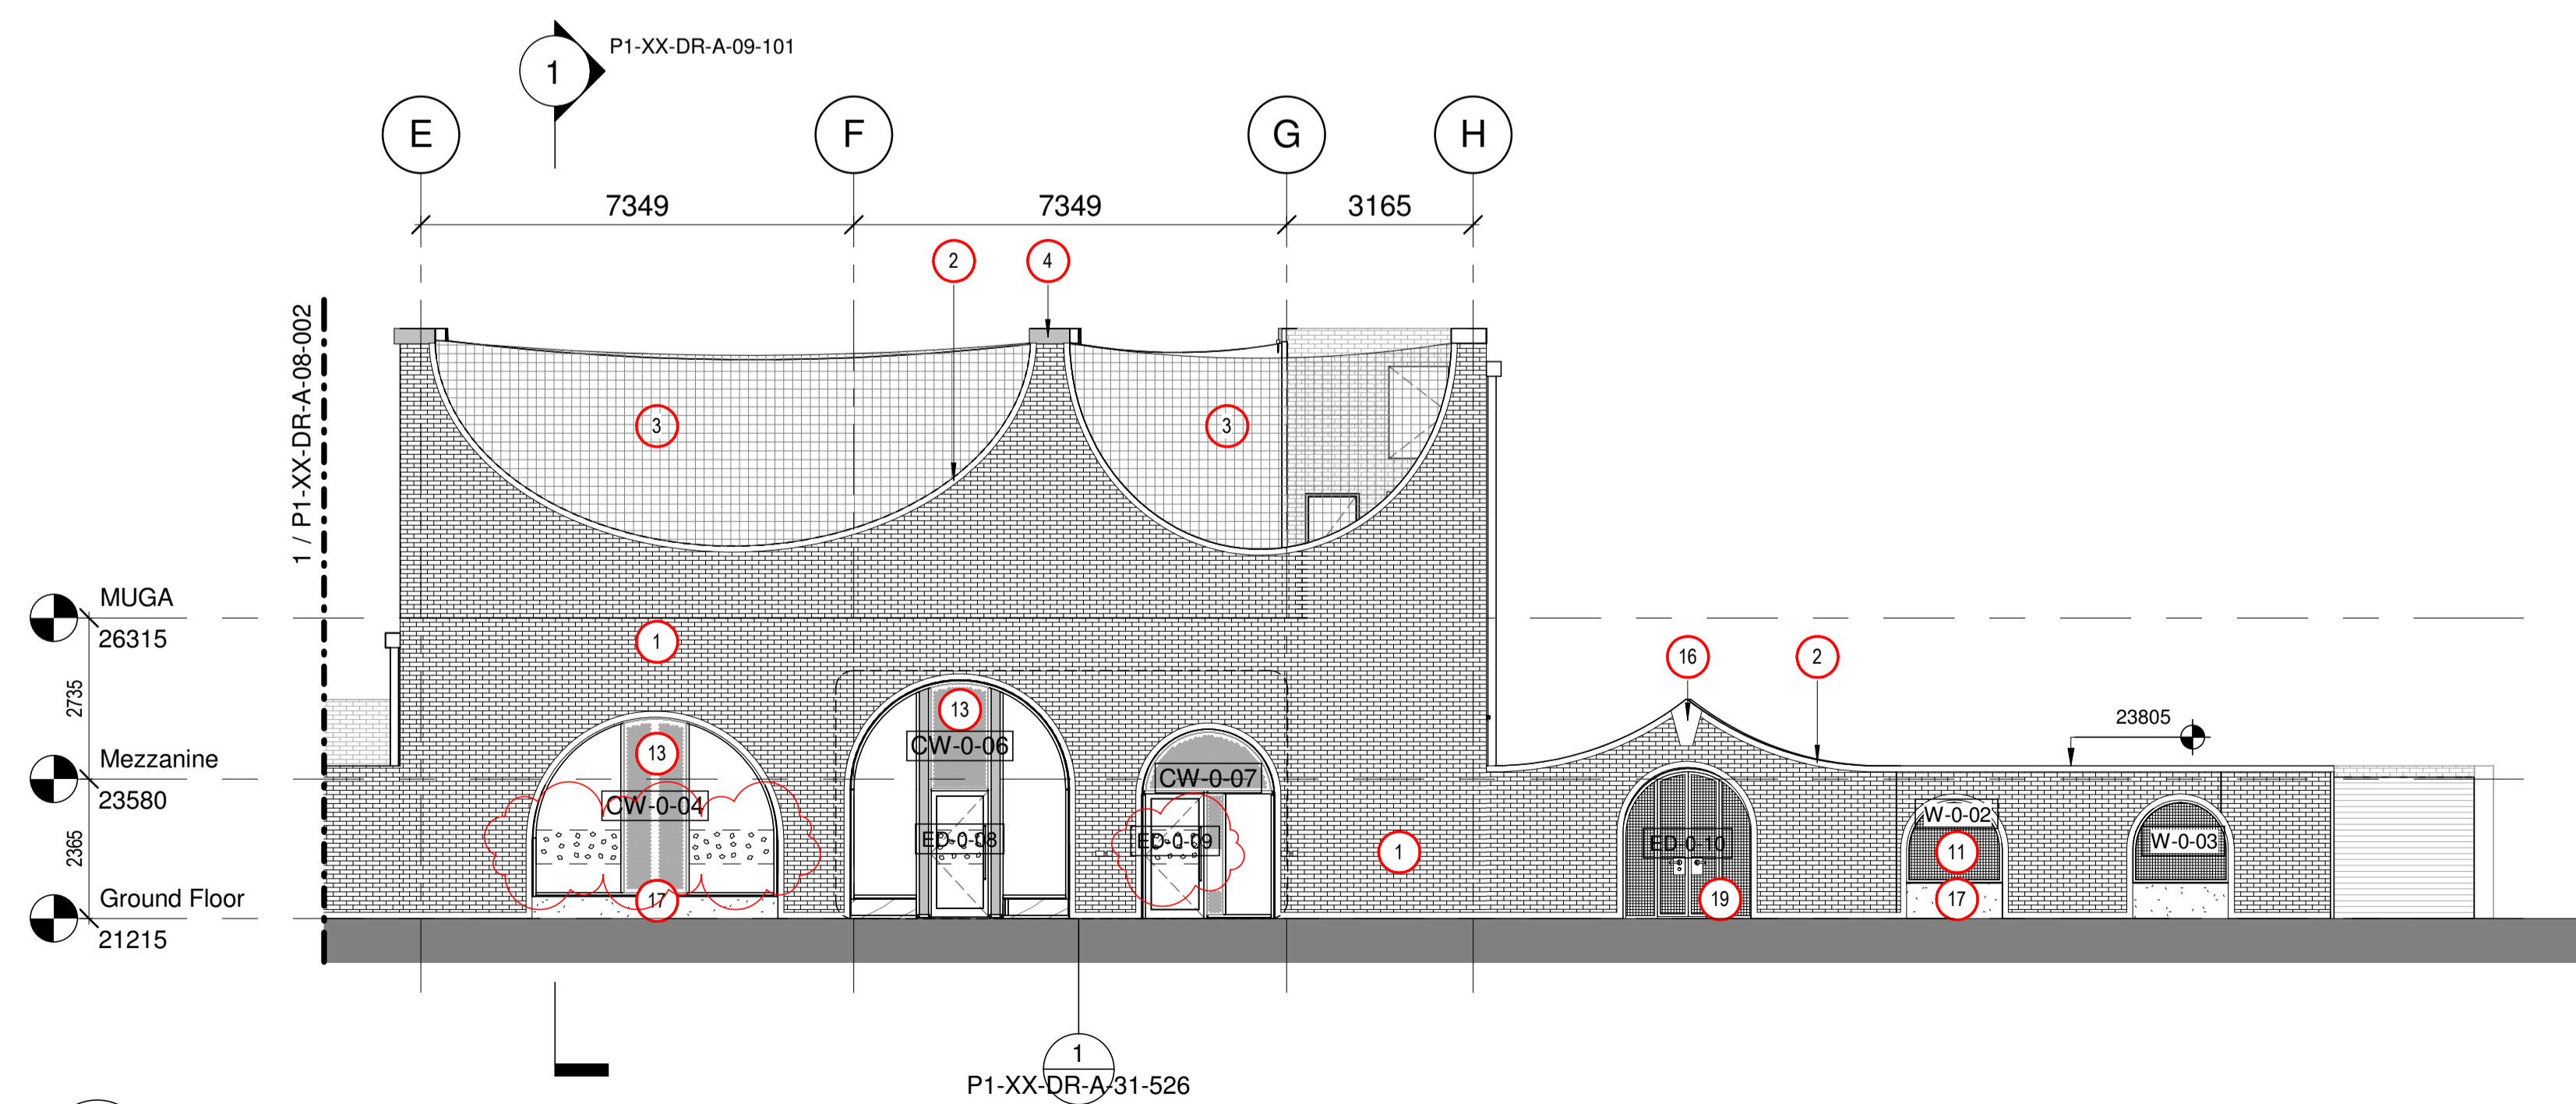 P1-XX-DR-A-09-101
1
E
F
G
H
7349
7349
3165
2
4
1 / P1-XX-DR-A-08-002
3
3
MUGA
26315
2735
1
16
2
13
23805
13
CW-0-06
Mezzanine
23580
CW-0-07
CW-0-04
W-0-02
2365
ED-0-08
ED-0-09
1
ED-0-10
11
W-0-03
Ground Floor
21215
17
19
17
1
P1-XX-DR-A-31-526